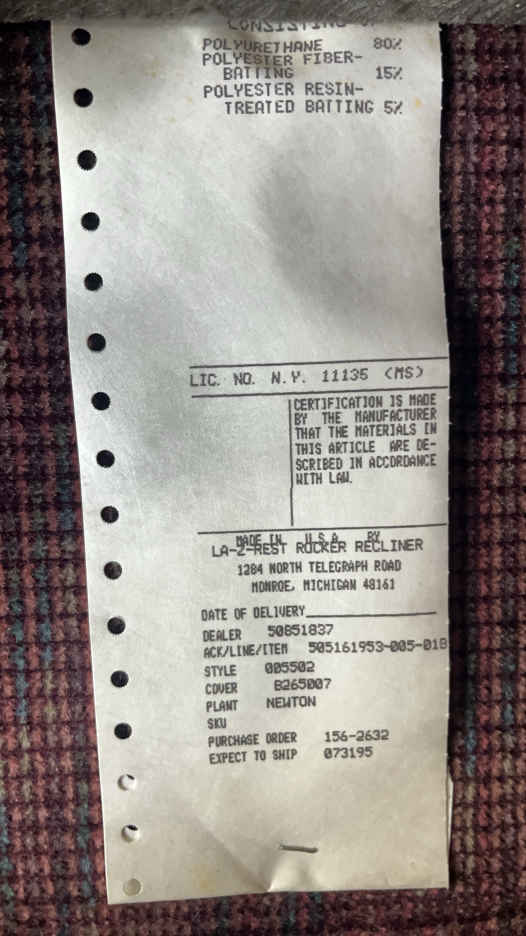 CONSISTING OF
POLYURETHANE 80%
POLYESTER FIBER-
BATTING 15%
POLYESTER RESIN-
TREATED BATTING 5%
LIC. NO. N.Y. 11135 (MS)
CERTIFICATION IS MADE
BY THE MANUFACTURER
THAT THE MATERIALS IN
THIS ARTICLE ARE DE-
SCRIBED IN ACCORDANCE
WITH LAW.
MADE IN U.S.A. BY
LA-Z-REST ROCKER RECLINER
1284 NORTH TELEGRAPH ROAD
MONROE, MICHIGAN 48161
DATE OF DELIVERY
DEALER 50851837
ACK/LINE/ITEM 505161953-005-018
STYLE 005502
COVER B265007
PLANT NEWTON
SKU
PURCHASE ORDER 156-2632
EXPECT TO SHIP 073195